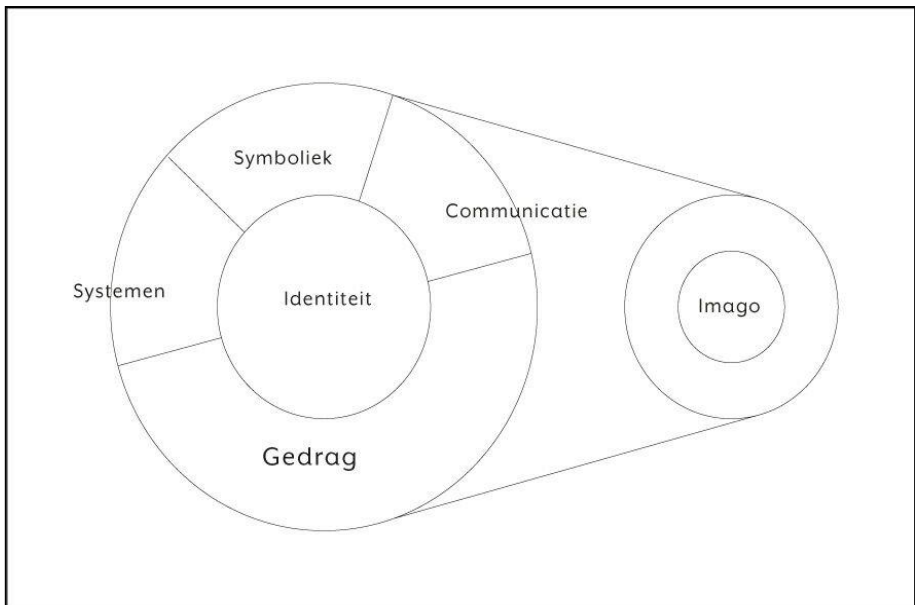 Symboliek
Communicatie
Systemen
Identiteit
Imago
Gedrag